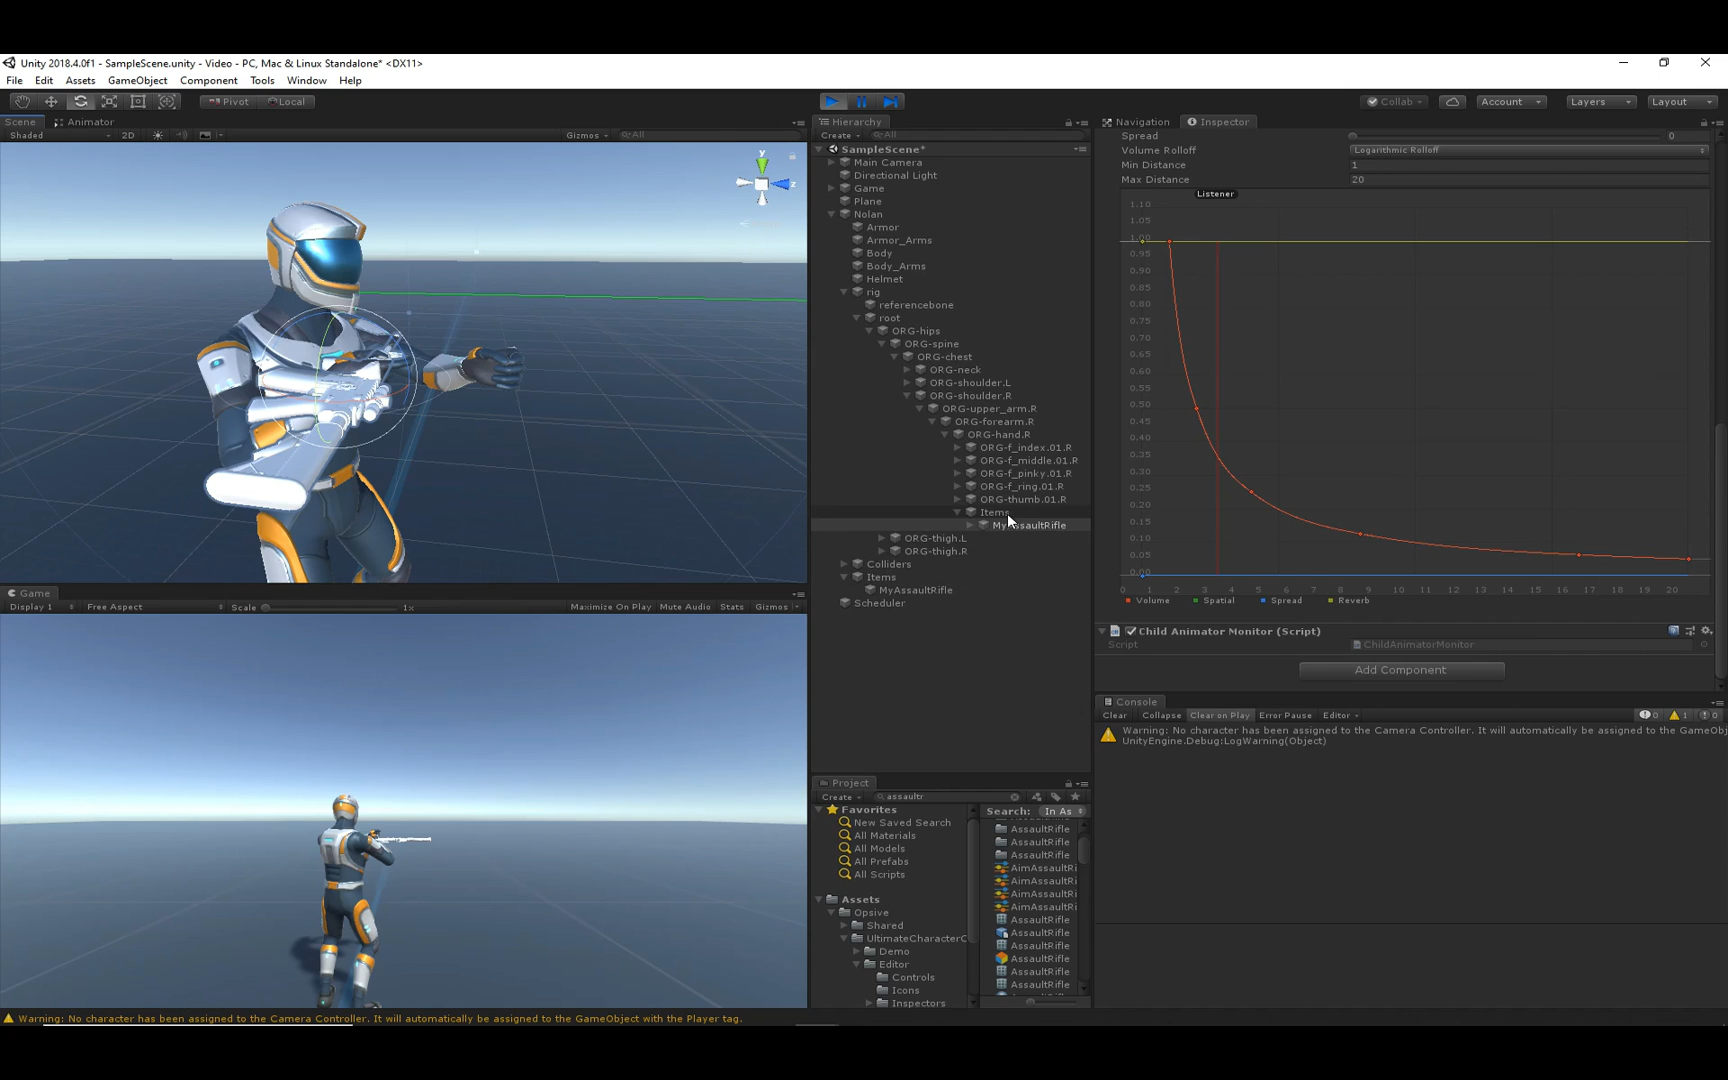 Unity 2018.4.0f1 - SampleScene.unity - Video - PC, Mac & Linux Standalone* <DX11>
File Edit Assets GameObject Component Tools Window Help
Pivot Local Collab Account Layers Layout
Scene Animator
Shaded 2D Gizmos All
y
z
Game
Display 1 Free Aspect Scale 1x Maximize On Play Mute Audio Stats Gizmos
Hierarchy
Create All
SampleScene*
Main Camera
Directional Light
Game
Plane
Nolan
Armor
Armor_Arms
Body
Body_Arms
Helmet
rig
referencebone
root
ORG-hips
ORG-spine
ORG-chest
ORG-neck
ORG-shoulder.L
ORG-shoulder.R
ORG-upper_arm.R
ORG-forearm.R
ORG-hand.R
ORG-f_index.01.R
ORG-f_middle.01.R
ORG-f_pinky.01.R
ORG-f_ring.01.R
ORG-thumb.01.R
Items
MyAssaultRifle
ORG-thigh.L
ORG-thigh.R
Colliders
Items
MyAssaultRifle
Scheduler
Project
Create assaultr
Favorites
New Saved Search
All Materials
All Models
All Prefabs
All Scripts
Assets
Opsive
Shared
UltimateCharacterC
Demo
Editor
Controls
Icons
Inspectors
Search: In As
AssaultRifle
AssaultRifle
AssaultRifle
AimAssaultRi
AimAssaultRi
AimAssaultRi
AimAssaultRi
AssaultRifle
AssaultRifle
AssaultRifle
AssaultRifle
AssaultRifle
AssaultRifle
Navigation Inspector
Spread 0
Volume Rolloff Logarithmic Rolloff
Min Distance 1
Max Distance 20
Listener
1.10
1.05
1.00
0.95
0.90
0.85
0.80
0.75
0.70
0.65
0.60
0.55
0.50
0.45
0.40
0.35
0.30
0.25
0.20
0.15
0.10
0.05
0.00
0 1 2 3 4 5 6 7 8 9 10 11 12 13 14 15 16 17 18 19 20
Volume Spatial Spread Reverb
Child Animator Monitor (Script)
Script ChildAnimatorMonitor
Add Component
Console
Clear Collapse Clear on Play Error Pause Editor 0 1 0
Warning: No character has been assigned to the Camera Controller. It will automatically be assigned to the GameObj
UnityEngine.Debug:LogWarning(Object)
Warning: No character has been assigned to the Camera Controller. It will automatically be assigned to the GameObject with the Player tag.